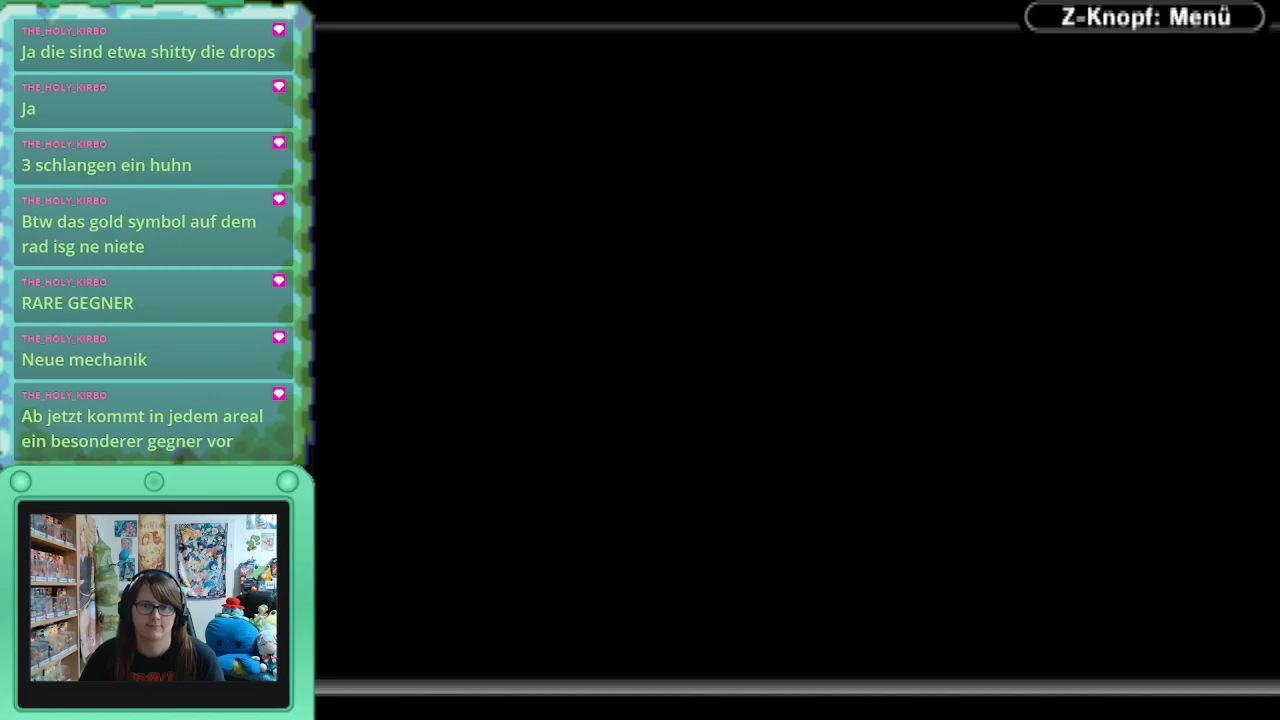 THE_HOLY_KIRBO
Ja die sind etwa shitty die drops
THE_HOLY_KIRBO
Ja
THE_HOLY_KIRBO
3 schlangen ein huhn
THE_HOLY_KIRBO
Btw das gold symbol auf dem
rad isg ne niete
THE_HOLY_KIRBO
RARE GEGNER
THE_HOLY_KIRBO
Neue mechanik
THE_HOLY_KIRBO
Ab jetzt kommt in jedem areal
ein besonderer gegner vor
Z-Knopf: Menü